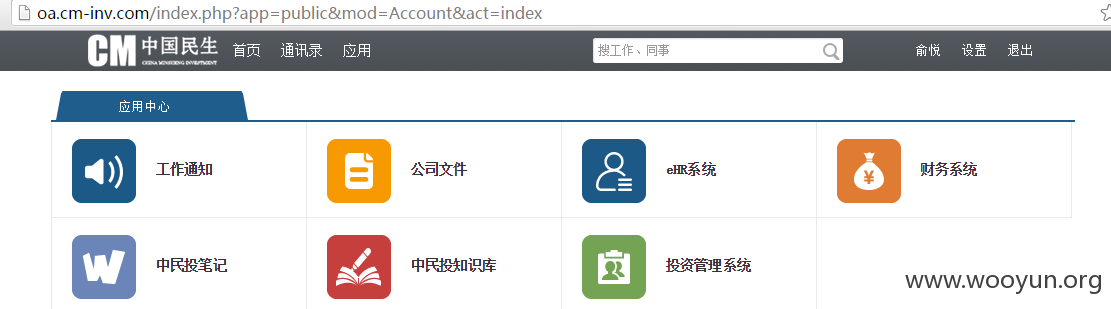 oa.cm-inv.com/index.php?app=public&mod=Account&act=index
CM 中国民生 CHINA MINSHENG INVESTMENT 首页 通讯录 应用 搜工作、同事 俞悦 设置 退出
应用中心
工作通知 公司文件 eHR系统 财务系统
中民投笔记 中民投知识库 投资管理系统
www.wooyun.org